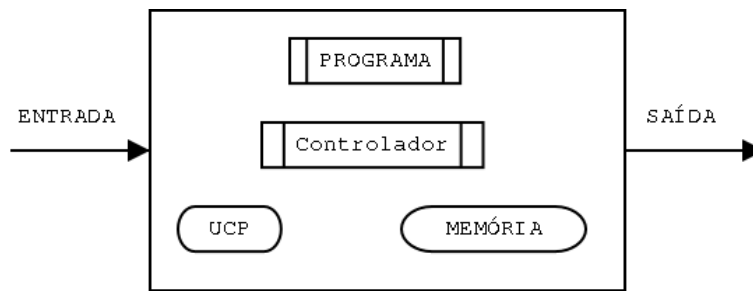 PROGRAMA
ENTRADA
SAÍDA
Controlador
UCP
MEMÓRIA